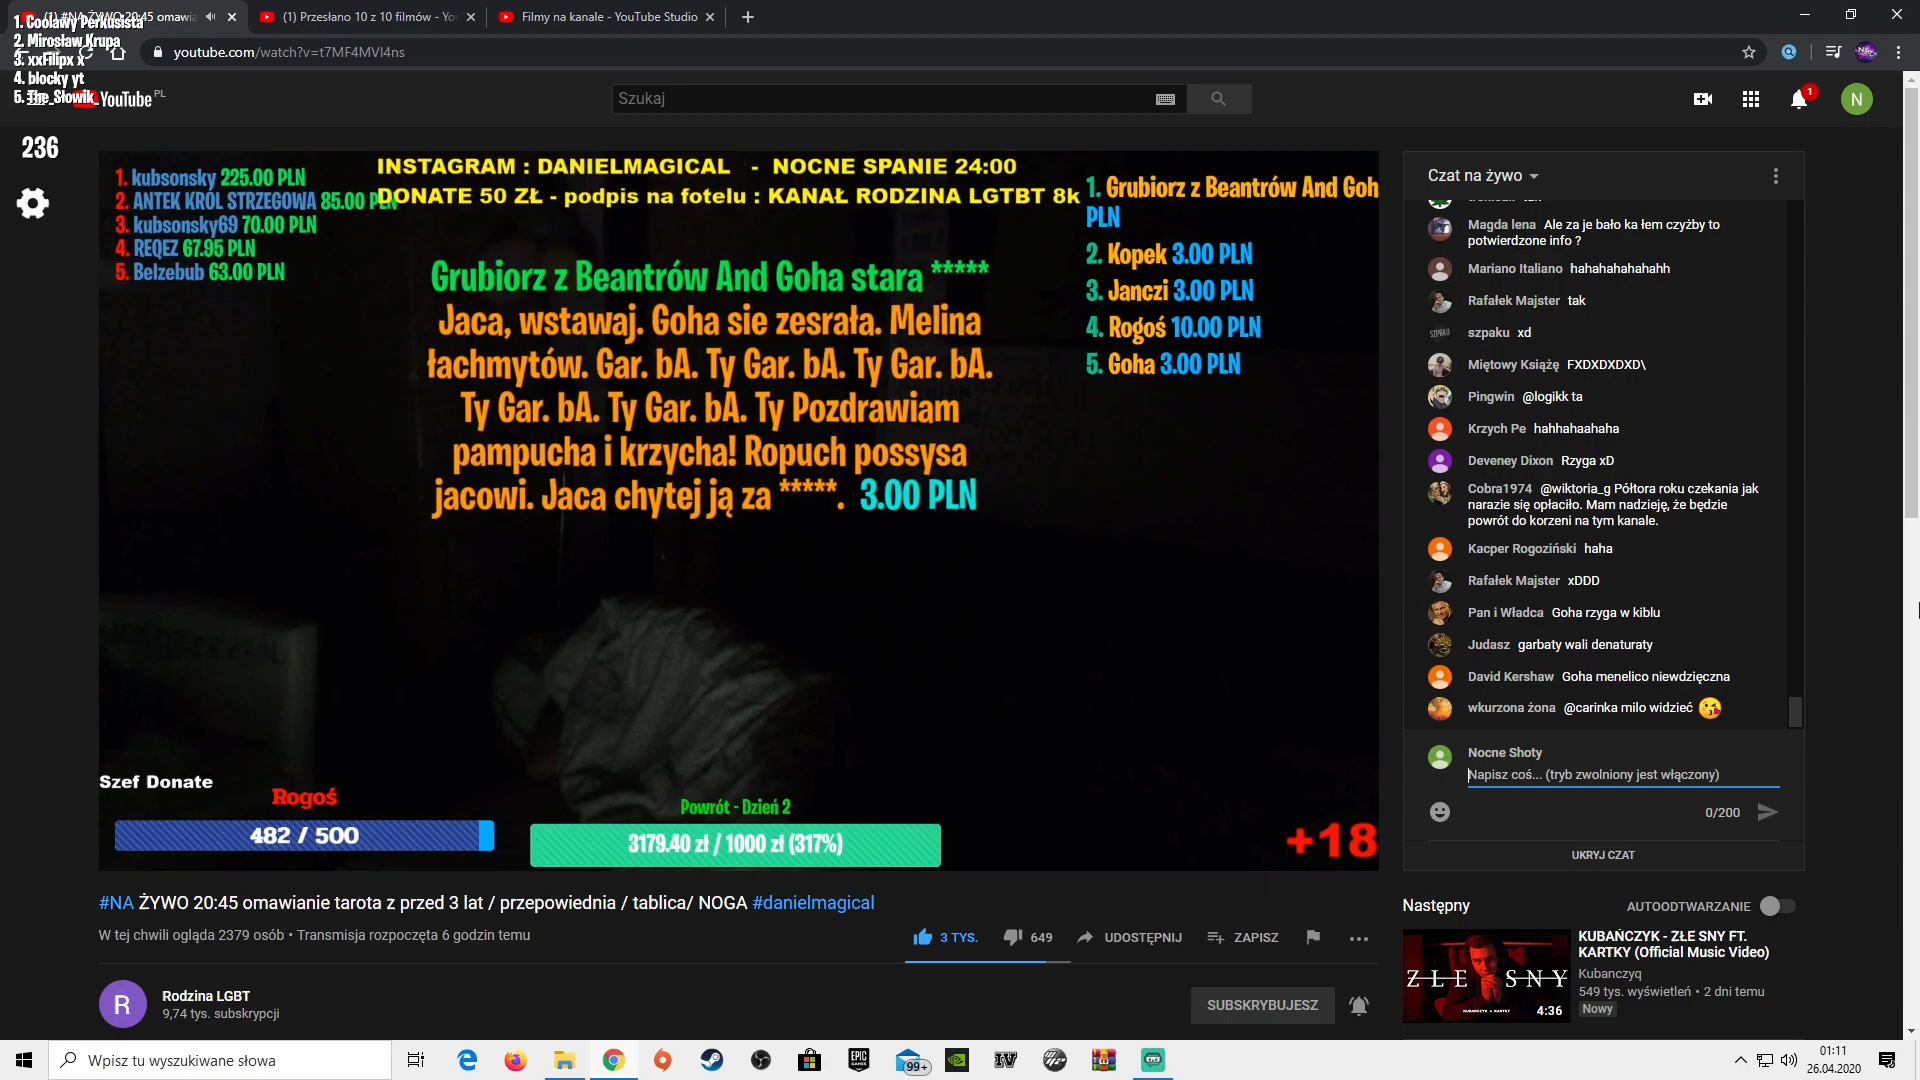 (1) #NA ŻYWO 20:45 omawia
(1) Przesłano 10 z 10 filmów - Yo
Filmy na kanale - YouTube Studio
1. Coolawy Perkusista
2. Mirosław Krupa
3. xxFilipx x
4. blocky yt
5. The_Słowik_
youtube.com/watch?v=t7MF4MVI4ns
YouTube PL
Szukaj
1
N
236
1. kubsonsky 225.00 PLN
2. ANTEK KRÓL STRZEGOWA 85.00 PLN
3. kubsonsky69 70.00 PLN
4. REQEZ 67.95 PLN
5. Belzebub 63.00 PLN
INSTAGRAM : DANIELMAGICAL - NOCNE SPANIE 24:00
DONATE 50 ZŁ - podpis na fotelu : KANAŁ RODZINA LGTBT 8k
1. Grubiorz z Beantrów And Goh
PLN
2. Kopek 3.00 PLN
3. Janczi 3.00 PLN
4. Rogoś 10.00 PLN
5. Goha 3.00 PLN
Grubiorz z Beantrów And Goha stara *****
Jaca, wstawaj. Goha sie zesrała. Melina
łachmytów. Gar. bA. Ty Gar. bA. Ty Gar. bA.
Ty Gar. bA. Ty Gar. bA. Ty Pozdrawiam
pampucha i krzycha! Ropuch possysa
jacowi. Jaca chytej ją za *****. 3.00 PLN
Szef Donate
Rogoś
482 / 500
Powrót - Dzień 2
3179.40 zł / 1000 zł (317%)
+18
Czat na żywo
Magda lena Ale za je bało ka łem czyżby to
potwierdzone info ?
Mariano Italiano hahahahahahahh
Rafałek Majster tak
szpaku xd
Miętowy Książę FXDXDXDXD\
Pingwin @logikk ta
Krzych Pe hahhahaahaha
Deveney Dixon Rzyga xD
Cobra1974 @wiktoria_g Półtora roku czekania jak
narazie się opłaciło. Mam nadzieję, że będzie
powrót do korzeni na tym kanale.
Kacper Rogoziński haha
Rafałek Majster xDDD
Pan i Władca Goha rzyga w kiblu
Judasz garbaty wali denaturaty
David Kershaw Goha menelico niewdzięczna
wkurzona żona @carinka milo widzieć
Nocne Shoty
Napisz coś... (tryb zwolniony jest włączony)
0/200
UKRYJ CZAT
#NA ŻYWO 20:45 omawianie tarota z przed 3 lat / przepowiednia / tablica/ NOGA #danielmagical
W tej chwili ogląda 2379 osób • Transmisja rozpoczęta 6 godzin temu
3 TYS.
649
UDOSTĘPNIJ
ZAPISZ
R
Rodzina LGBT
9,74 tys. subskrypcji
SUBSKRYBUJESZ
Następny
AUTOODTWARZANIE
ZŁE SNY
4:36
KUBAŃCZYK - ZŁE SNY FT.
KARTKY (Official Music Video)
Kubanczyq
549 tys. wyświetleń • 2 dni temu
Nowy
Wpisz tu wyszukiwane słowa
EPIC GAMES
99+
IV
01:11
26.04.2020